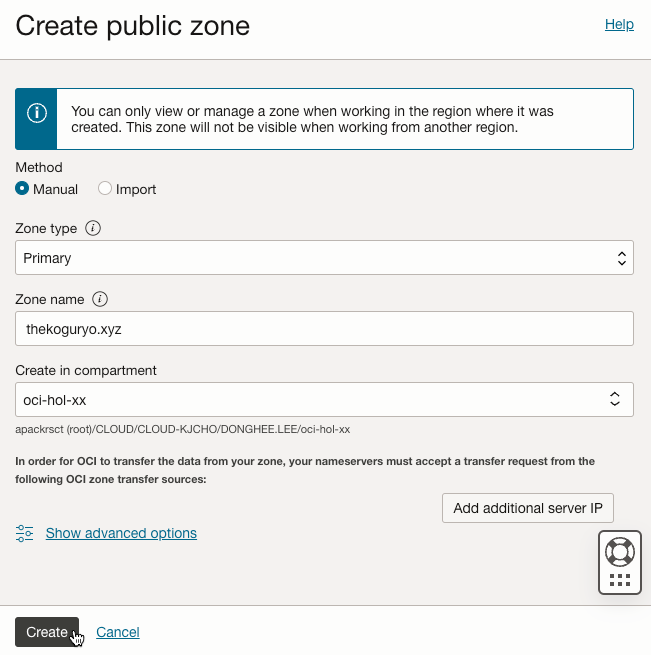 Create public zone
Help
You can only view or manage a zone when working in the region where it was
created. This zone will not be visible when working from another region.
Method
Manual
Import
Zone type
Primary
Zone name
thekoguryo.xyz
Create in compartment
oci-hol-xx
apackrsct (root)/CLOUD/CLOUD-KJCHO/DONGHEE.LEE/oci-hol-xx
In order for OCI to transfer the data from your zone, your nameservers must accept a transfer request from the
following OCI zone transfer sources:
Add additional server IP
Show advanced options
Create
Cancel